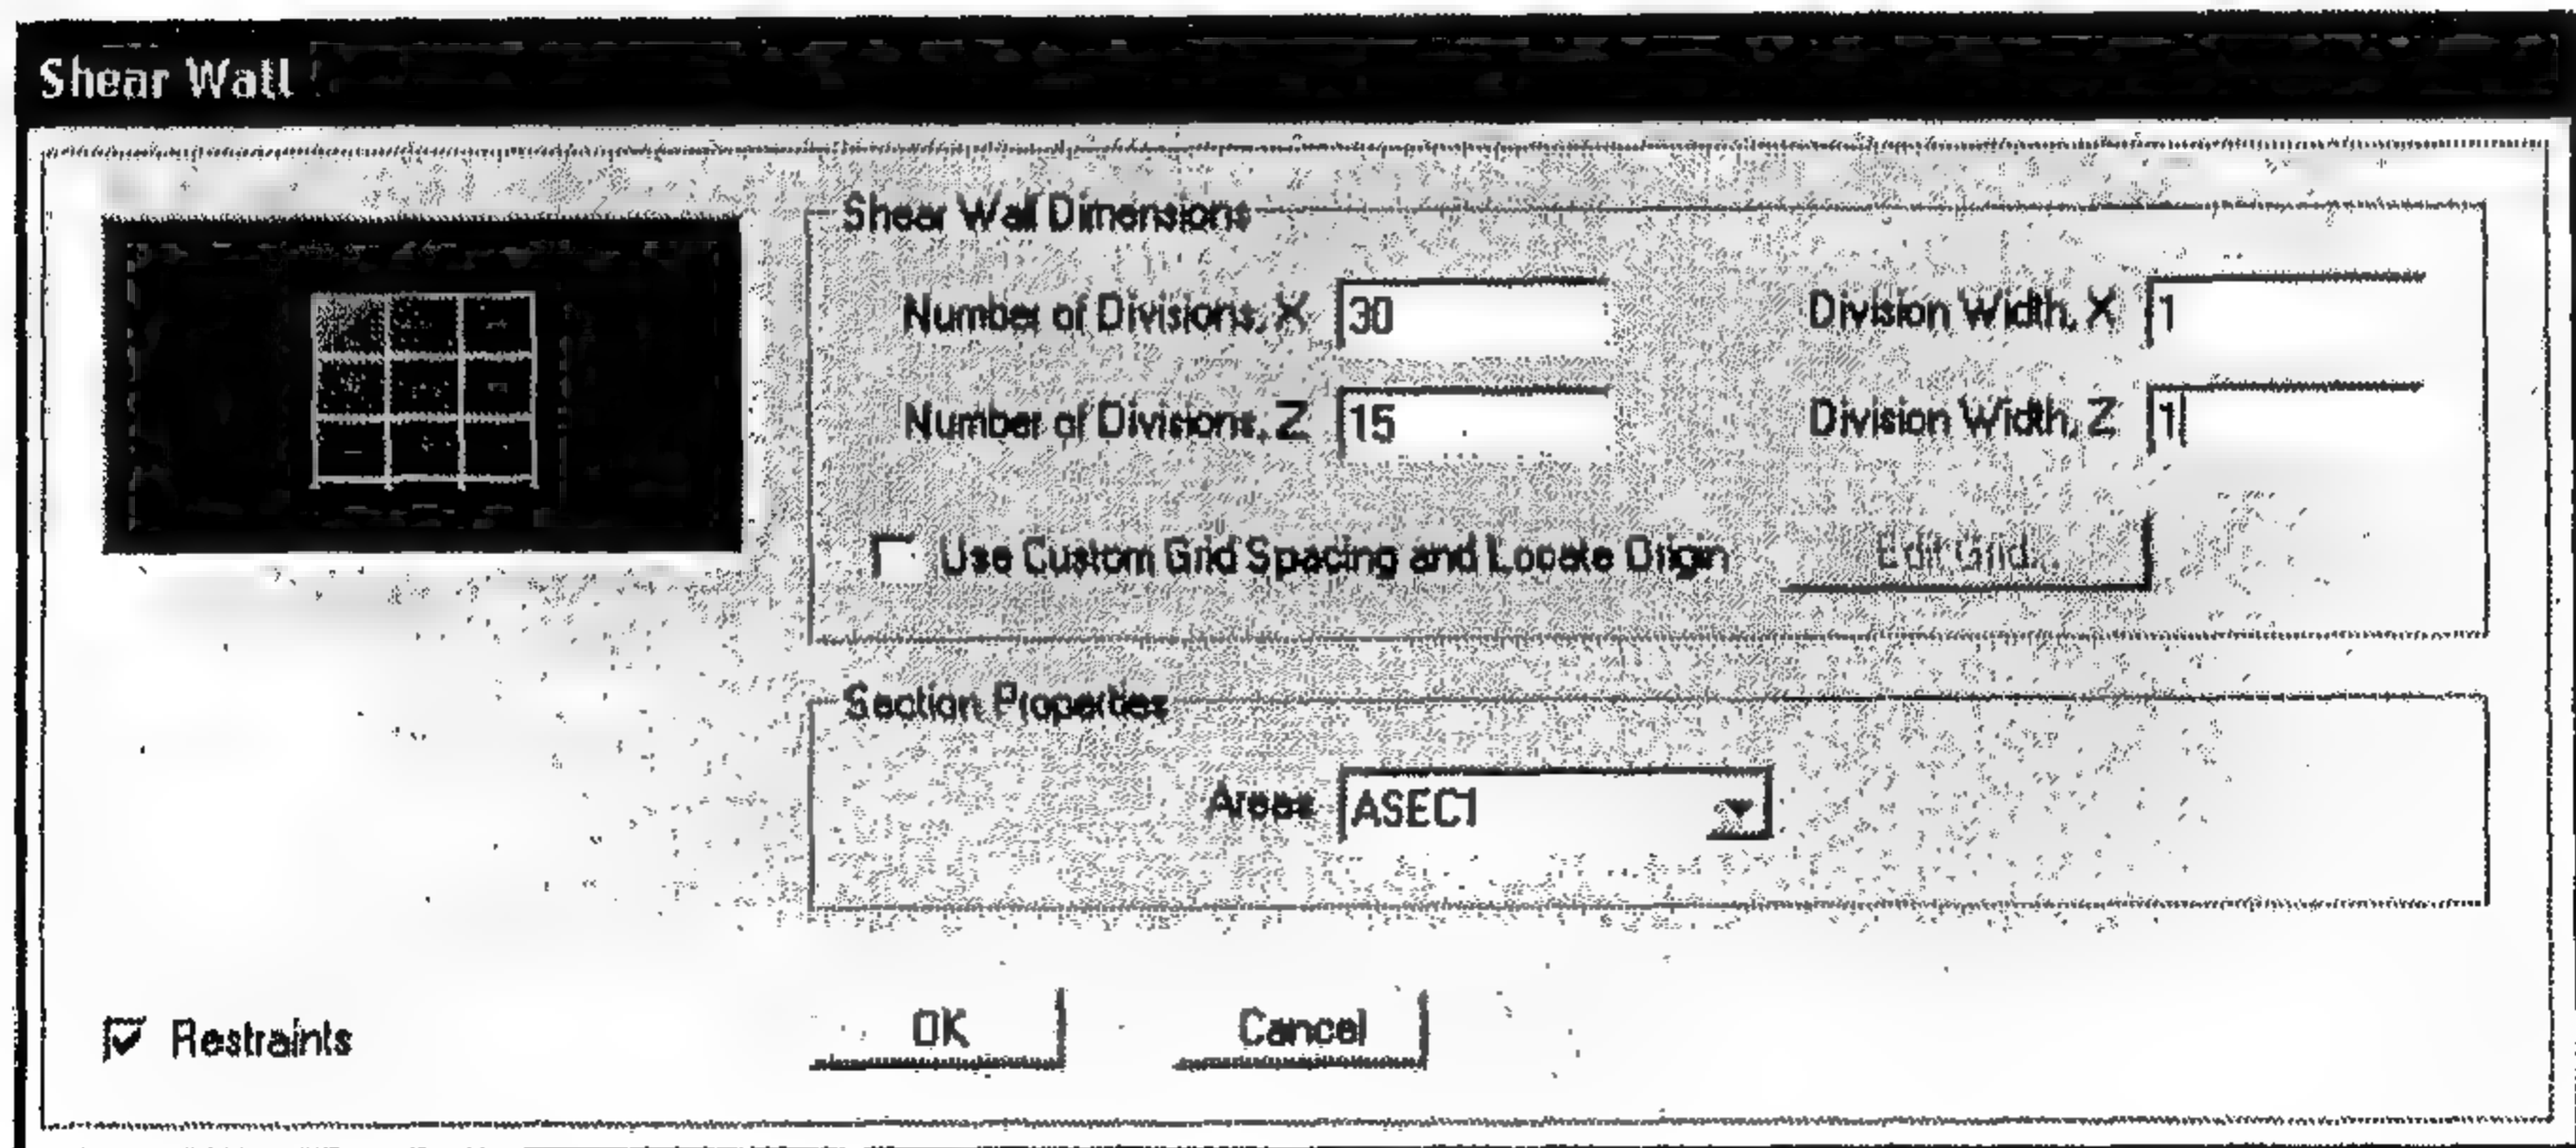 Shear Wall
Shear Wall Dimensions
Number of Divisions, X 30 Division Width, X 1
Number of Divisions, Z 15 Division Width, Z 1
Use Custom Grid Spacing and Locate Origin Edit Grid...
Section Properties
Areas ASEC1
Restraints OK Cancel